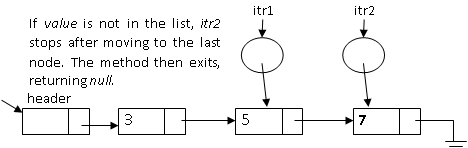 If value is not in the list, itr2
stops after moving to the last
node. The method then exits,
returning null.
itr1
itr2
header
3
5
7